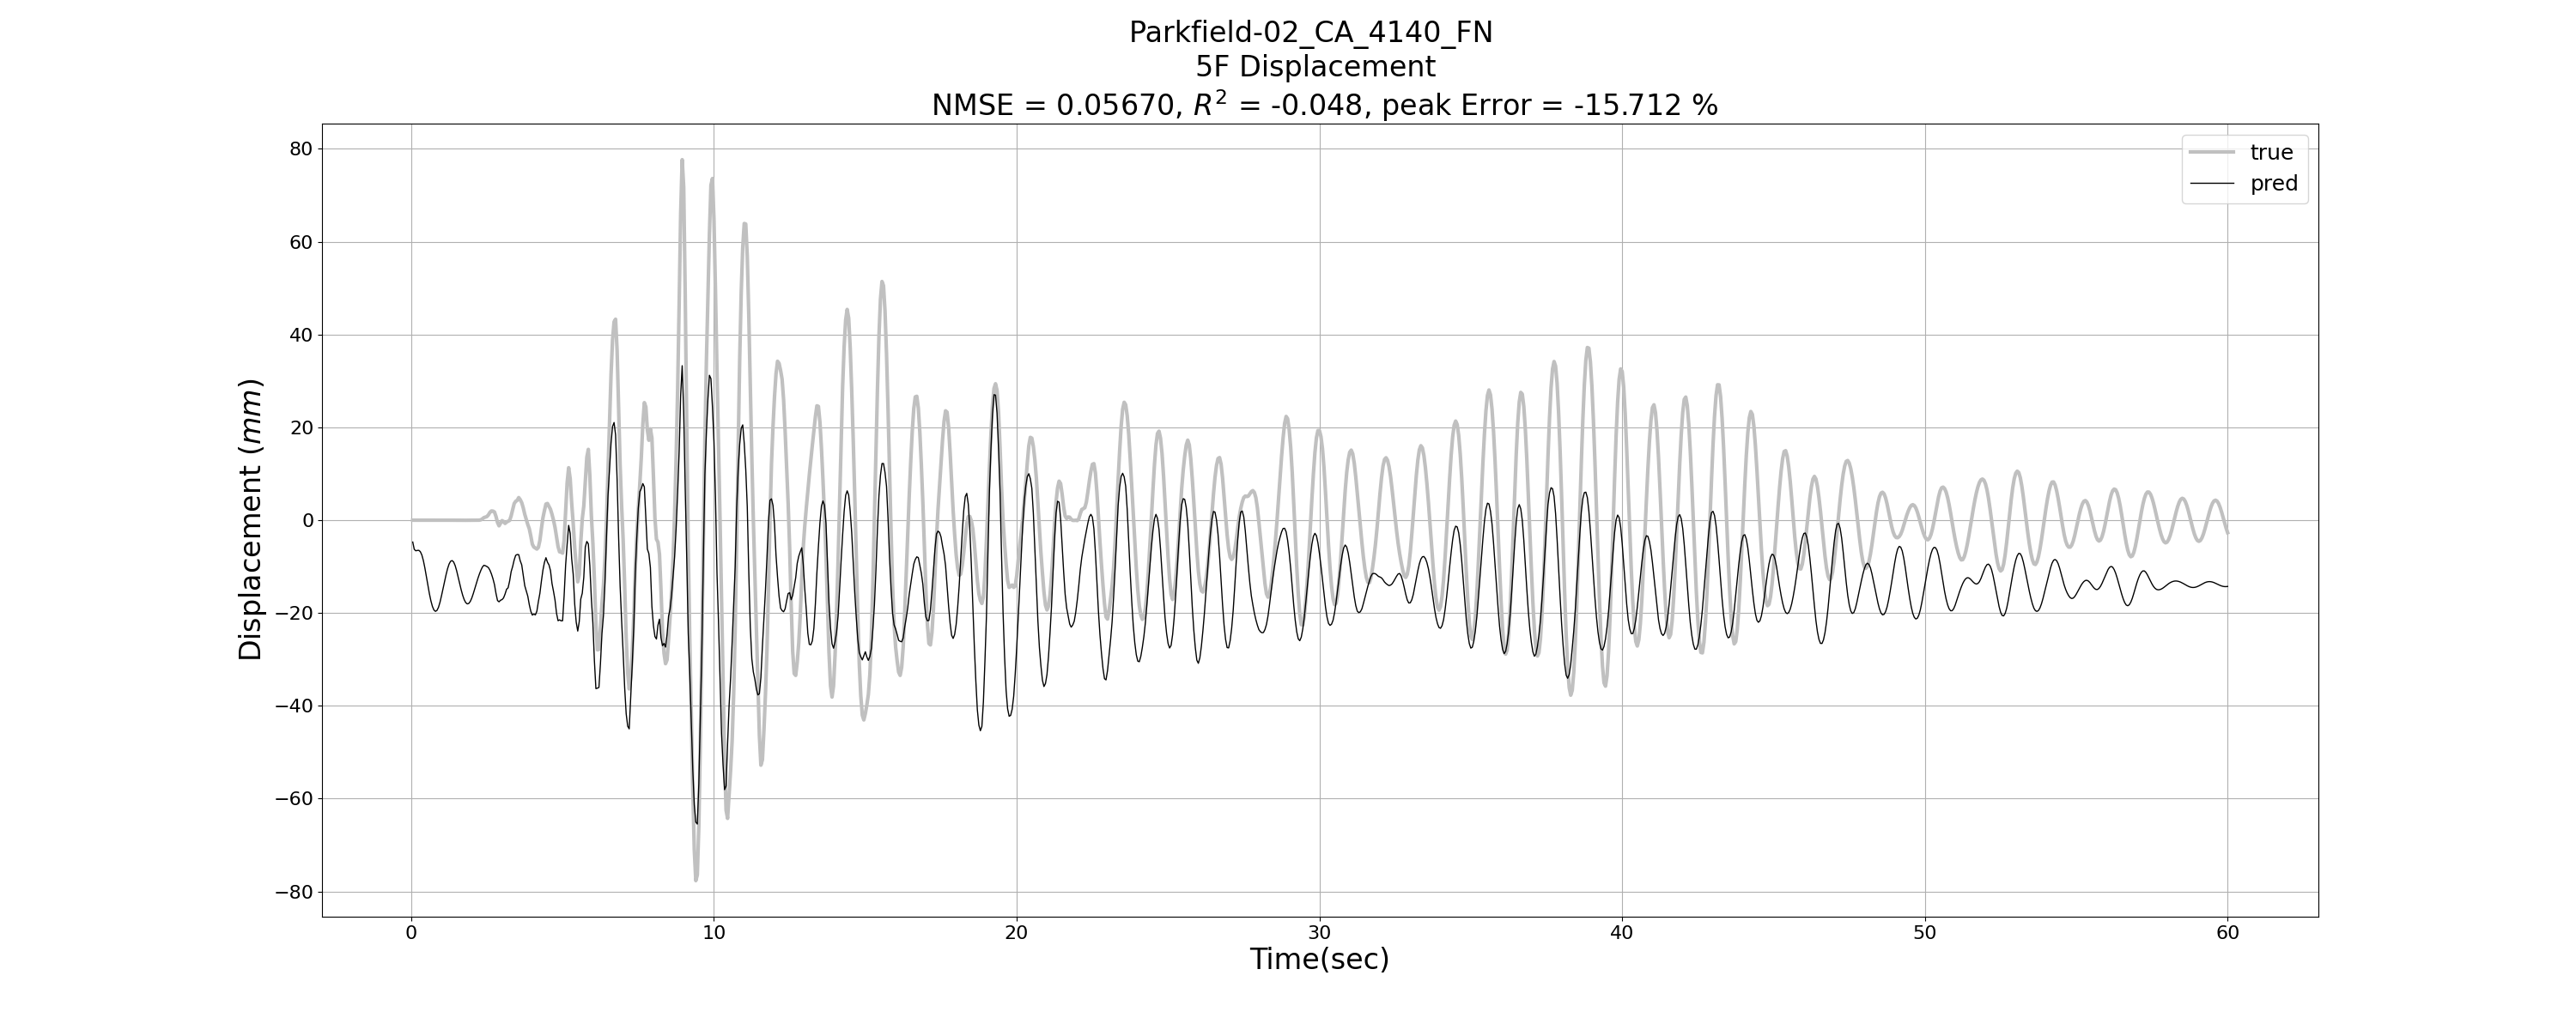 Parkfield-02_CA_4140_FN
5F Displacement
NMSE = 0.05670, R² = -0.048, peak Error = -15.712 %
80
60
40
20
0
−20
−40
−60
−80
Displacement (mm)
true
pred
0 10 20 30 40 50 60
Time(sec)